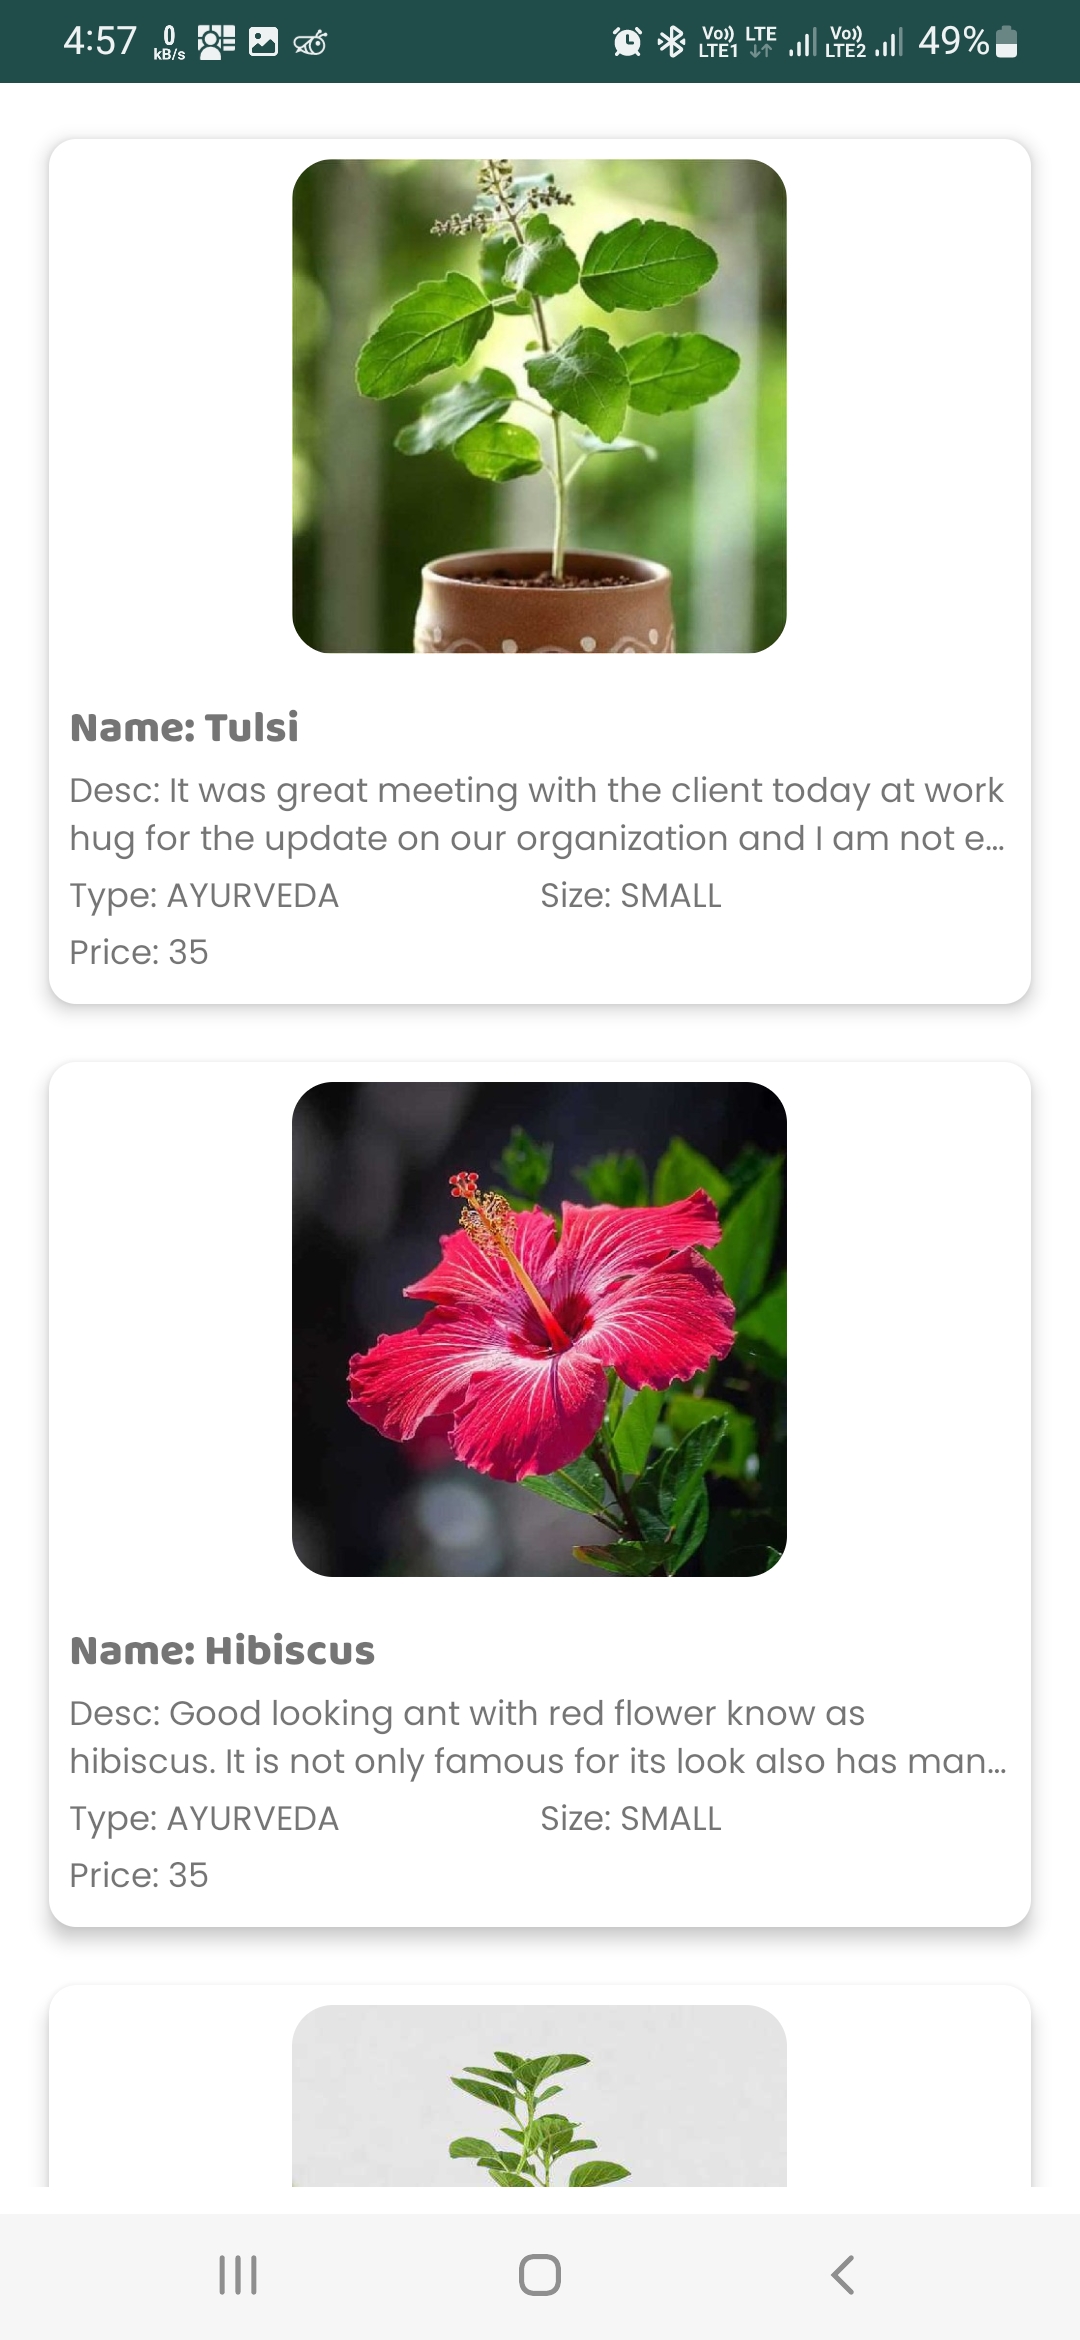 4:57 0 kB/s Vo)) LTE1 LTE Vo)) LTE2 49%
Name: Tulsi
Desc: It was great meeting with the client today at work
hug for the update on our organization and I am not e...
Type: AYURVEDA Size: SMALL
Price: 35
Name: Hibiscus
Desc: Good looking ant with red flower know as
hibiscus. It is not only famous for its look also has man...
Type: AYURVEDA Size: SMALL
Price: 35